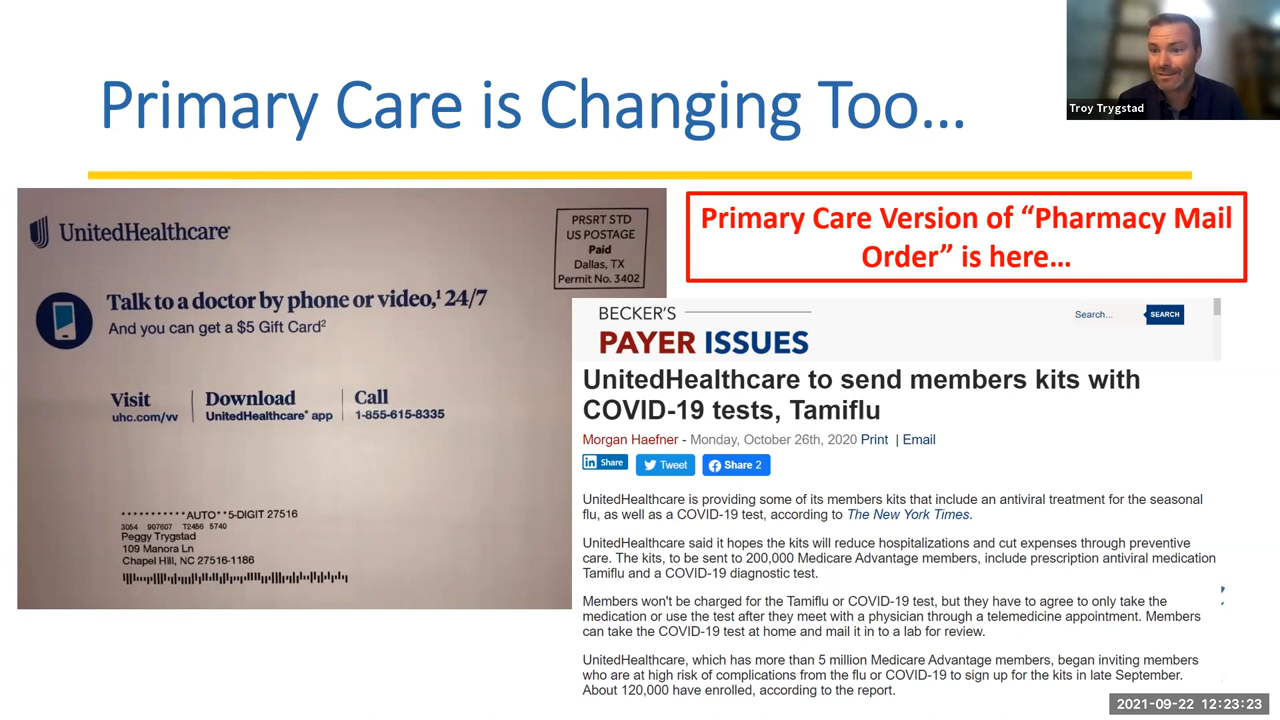 Primary Care is Changing Too...
Troy Trygstad
UnitedHealthcare®
PRSRT STD
US POSTAGE
Paid
Dallas, TX
Permit No. 3402
Talk to a doctor by phone or video,¹ 24/7
And you can get a $5 Gift Card²
Visit
uhc.com/vv
Download
UnitedHealthcare® app
Call
1-855-615-8335
***********AUTO**5-DIGIT 27516
3054 907607 T2456 5740
Peggy Trygstad
109 Manora Ln
Chapel Hill, NC 27516-1186
Primary Care Version of “Pharmacy Mail
Order” is here...
BECKER'S
PAYER ISSUES
Search...
SEARCH
UnitedHealthcare to send members kits with
COVID-19 tests, Tamiflu
Morgan Haefner - Monday, October 26th, 2020 Print | Email
in Share
Tweet
Share 2
UnitedHealthcare is providing some of its members kits that include an antiviral treatment for the seasonal
flu, as well as a COVID-19 test, according to The New York Times.
UnitedHealthcare said it hopes the kits will reduce hospitalizations and cut expenses through preventive
care. The kits, to be sent to 200,000 Medicare Advantage members, include prescription antiviral medication
Tamiflu and a COVID-19 diagnostic test.
Members won't be charged for the Tamiflu or COVID-19 test, but they have to agree to only take the
medication or use the test after they meet with a physician through a telemedicine appointment. Members
can take the COVID-19 test at home and mail it in to a lab for review.
UnitedHealthcare, which has more than 5 million Medicare Advantage members, began inviting members
who are at high risk of complications from the flu or COVID-19 to sign up for the kits in late September.
About 120,000 have enrolled, according to the report.
2021-09-22 12:23:23